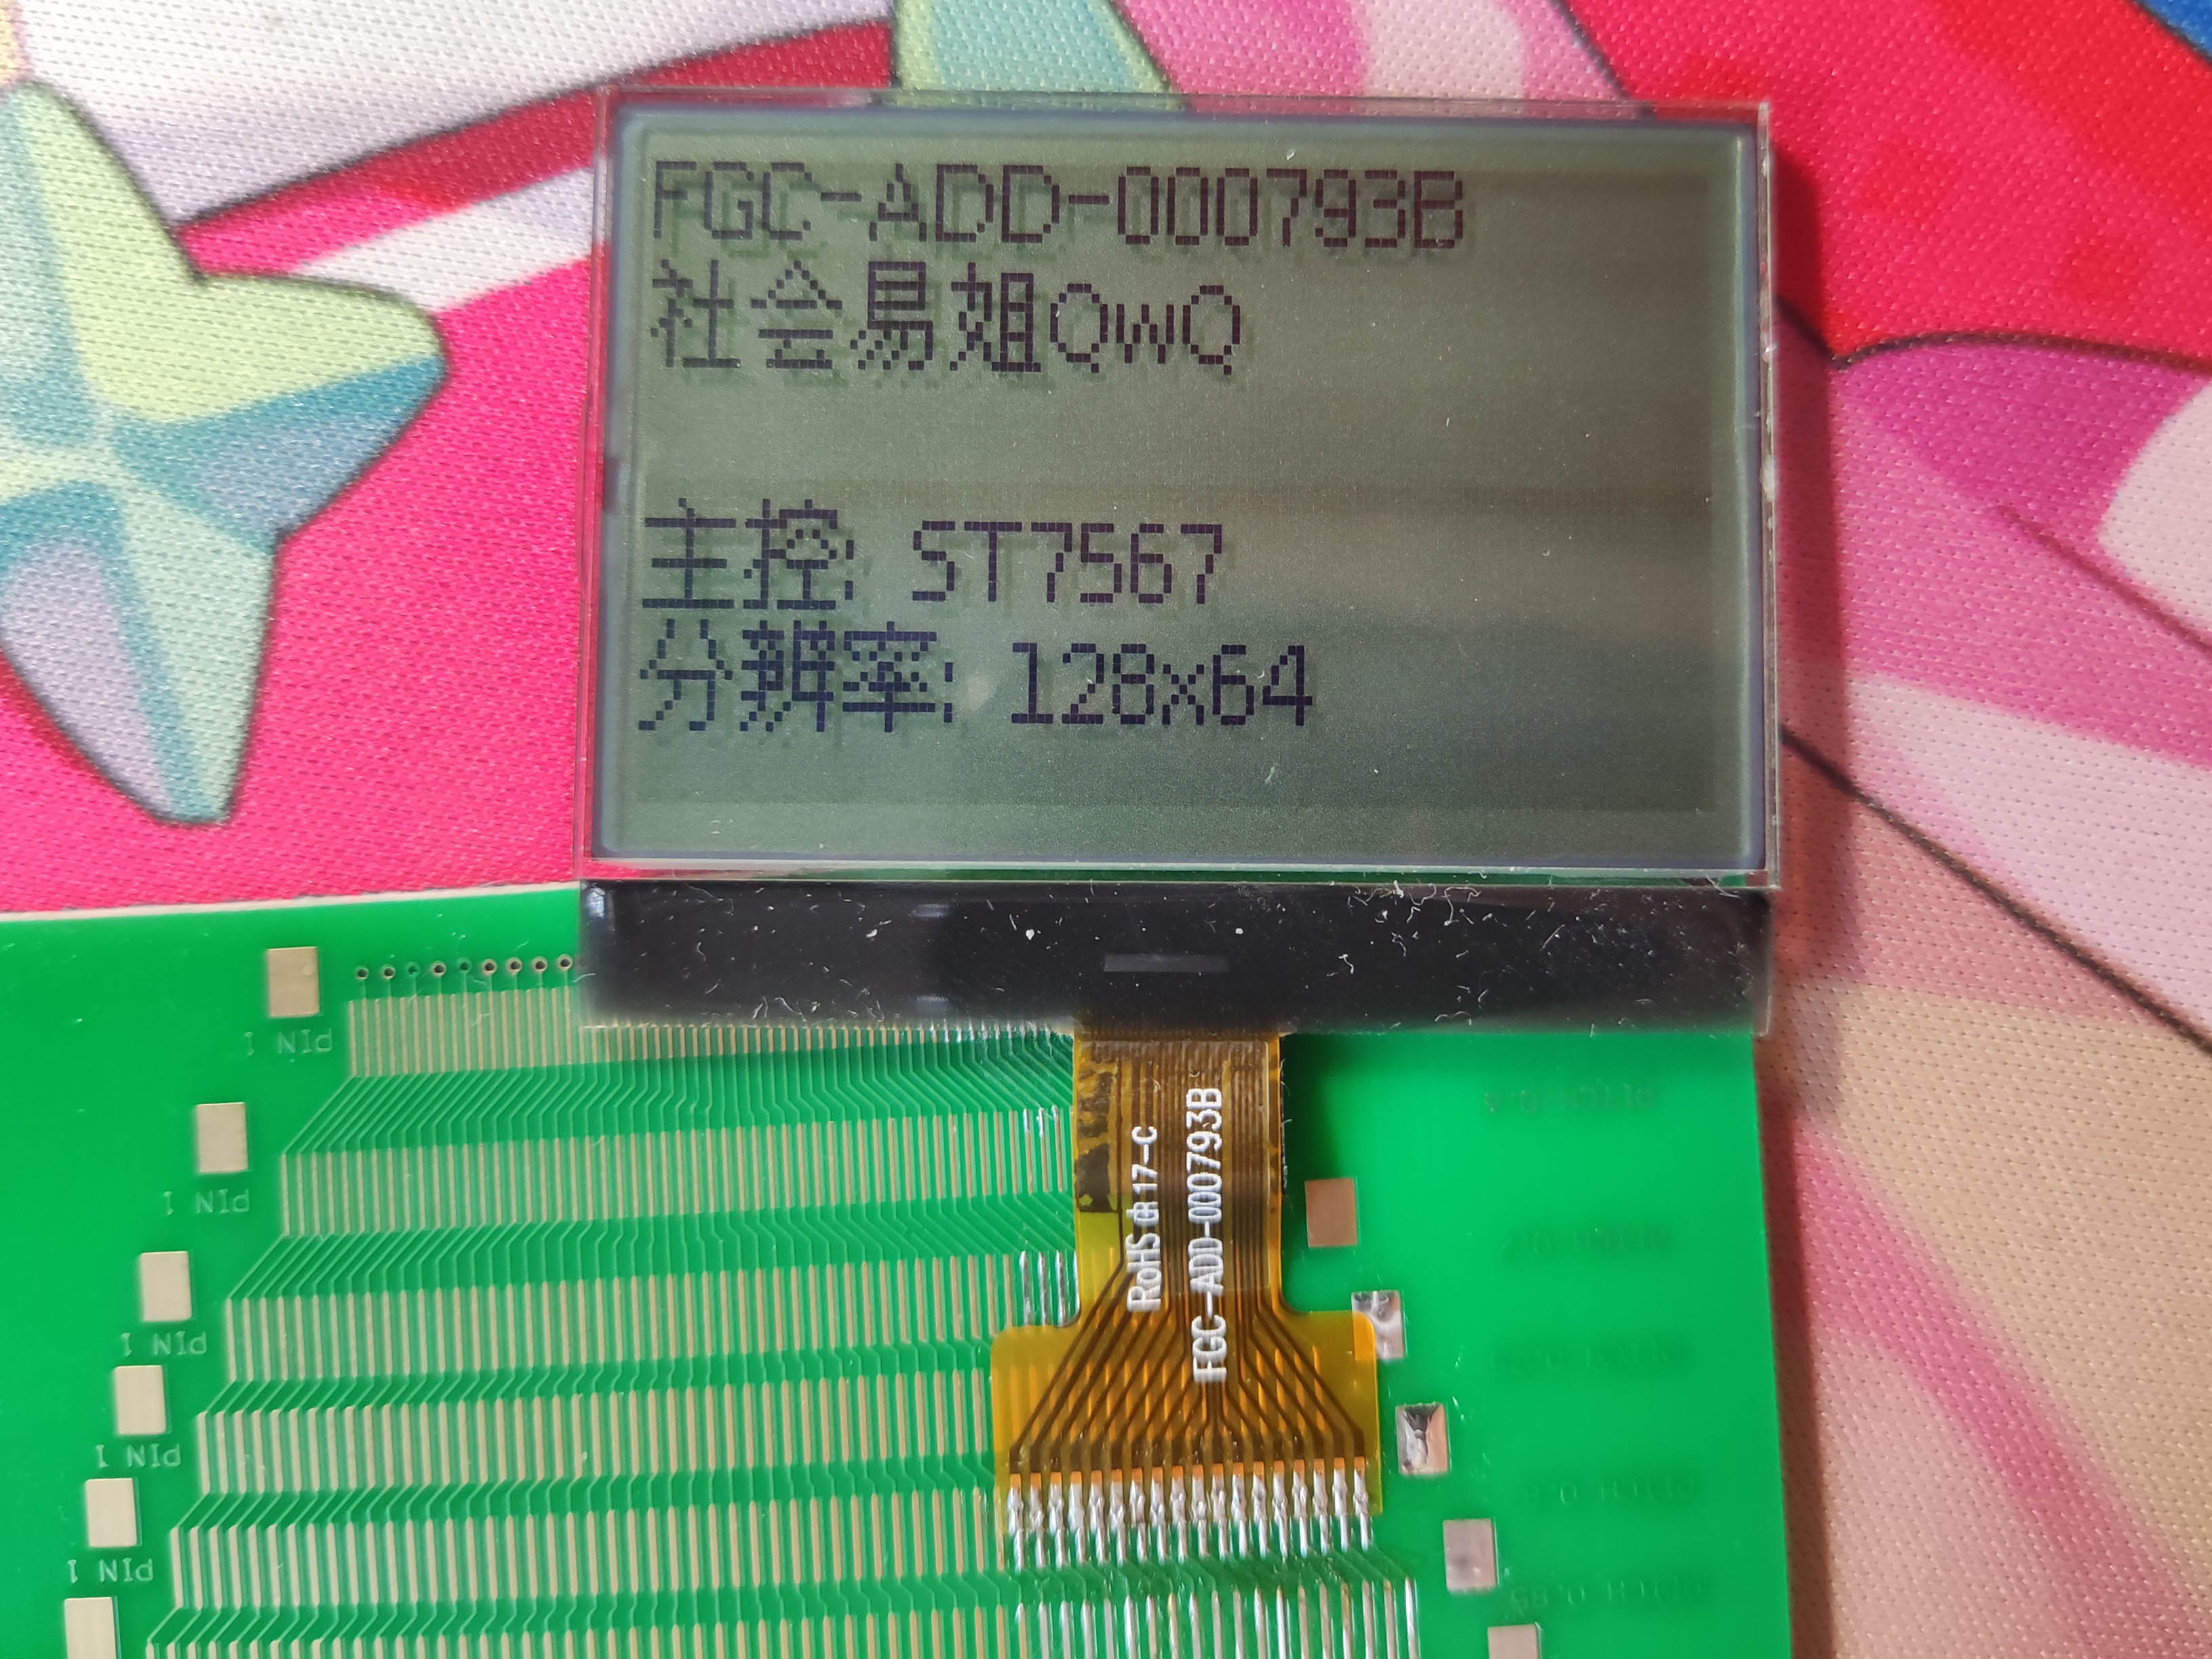 FGC-ADD-000793B
社会易姐QwQ
主控: ST7567
分辨率: 128x64
PIN 1
PIN 1
PIN 1
PIN 1
PIN 1
RoHS
17-C
FGC-ADD-000793B